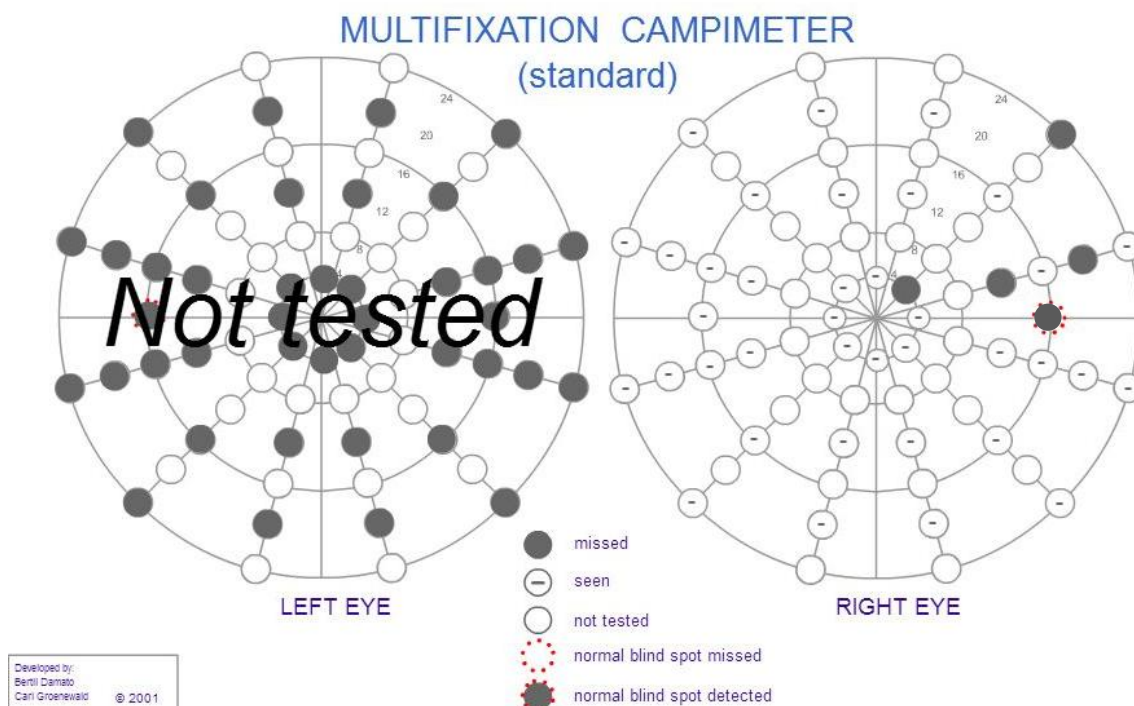 MULTIFIXATION CAMPIMETER
(standard)
24
20
16
12
8
4
Not tested
LEFT EYE
24
20
16
12
8
4
RIGHT EYE
missed
seen
not tested
normal blind spot missed
normal blind spot detected
Developed by:
Bertil Damato
Carl Groenewald © 2001